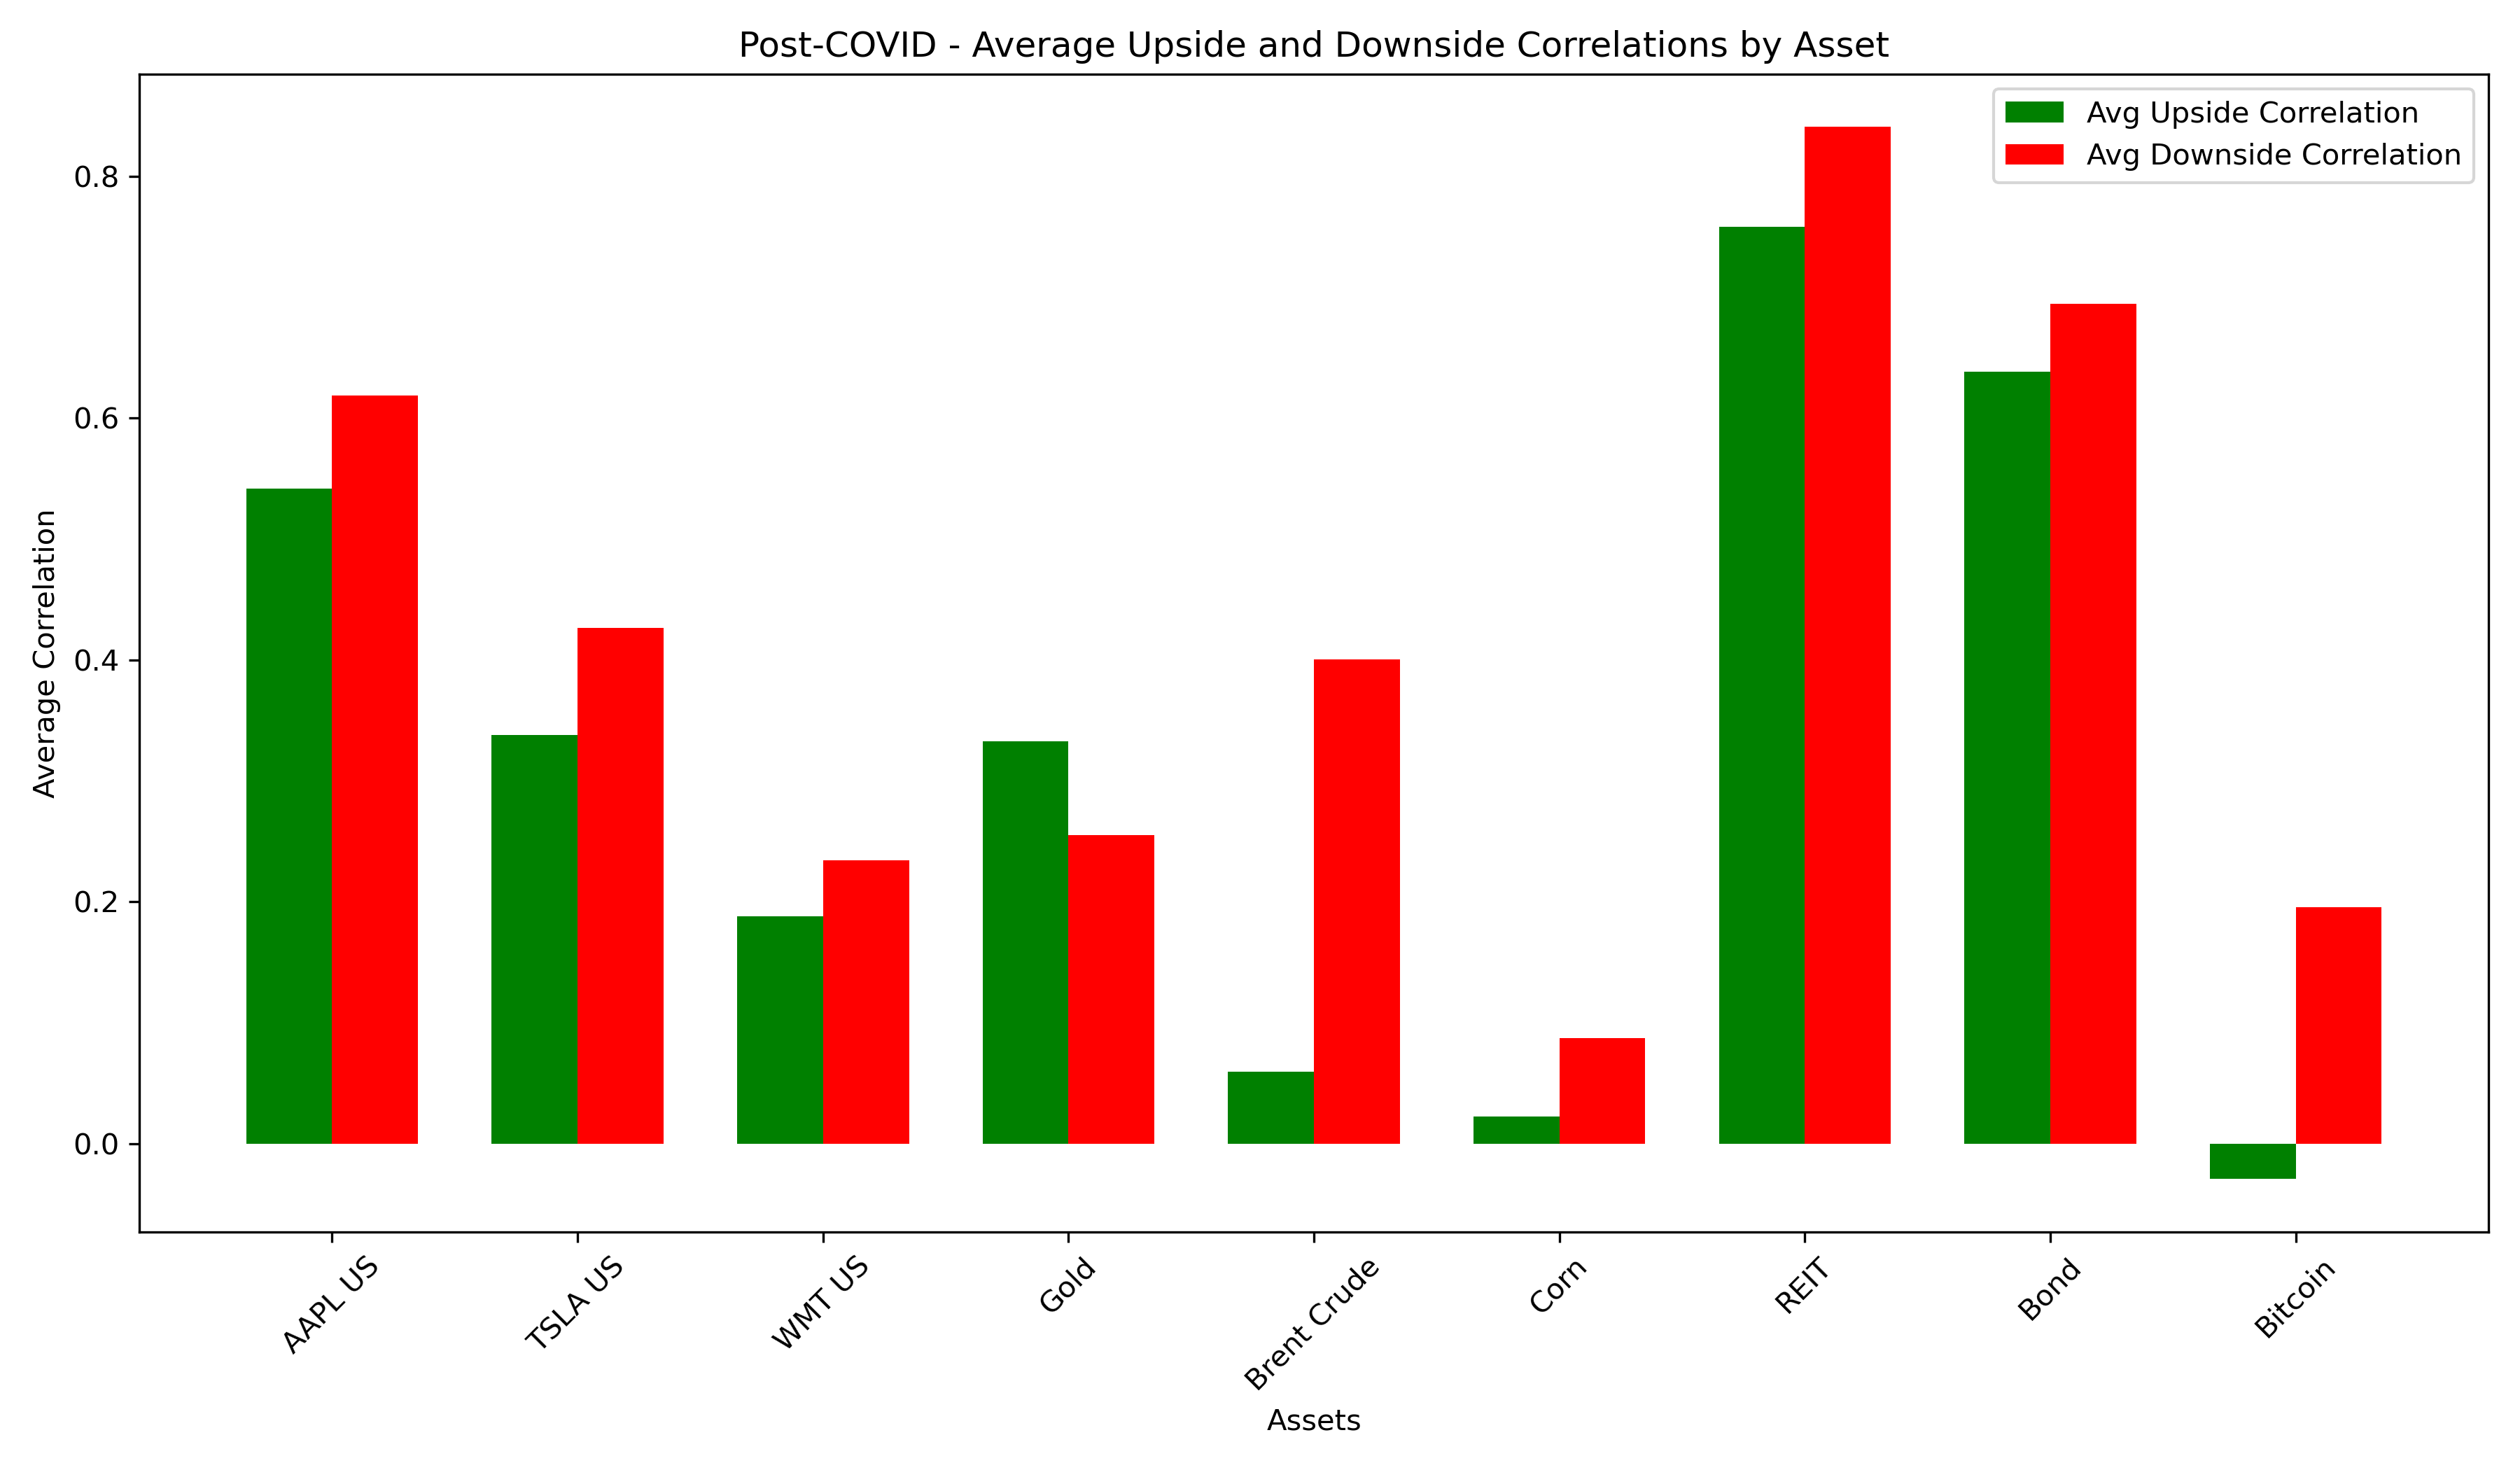 Post-COVID - Average Upside and Downside Correlations by Asset
Avg Upside Correlation
Avg Downside Correlation
Average Correlation
0.8
0.6
0.4
0.2
0.0
AAPL US
TSLA US
WMT US
Gold
Brent Crude
Corn
REIT
Bond
Bitcoin
Assets